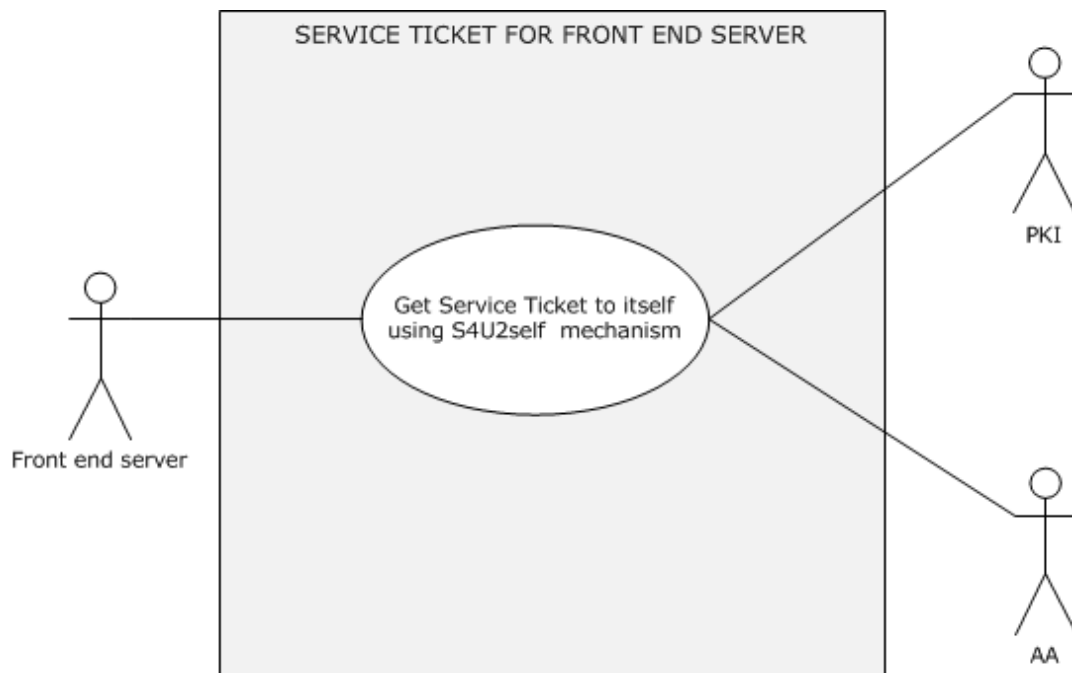 SERVICE TICKET FOR FRONT END SERVER
PKI
Get Service Ticket to itself
using S4U2self mechanism
Front end server
AA